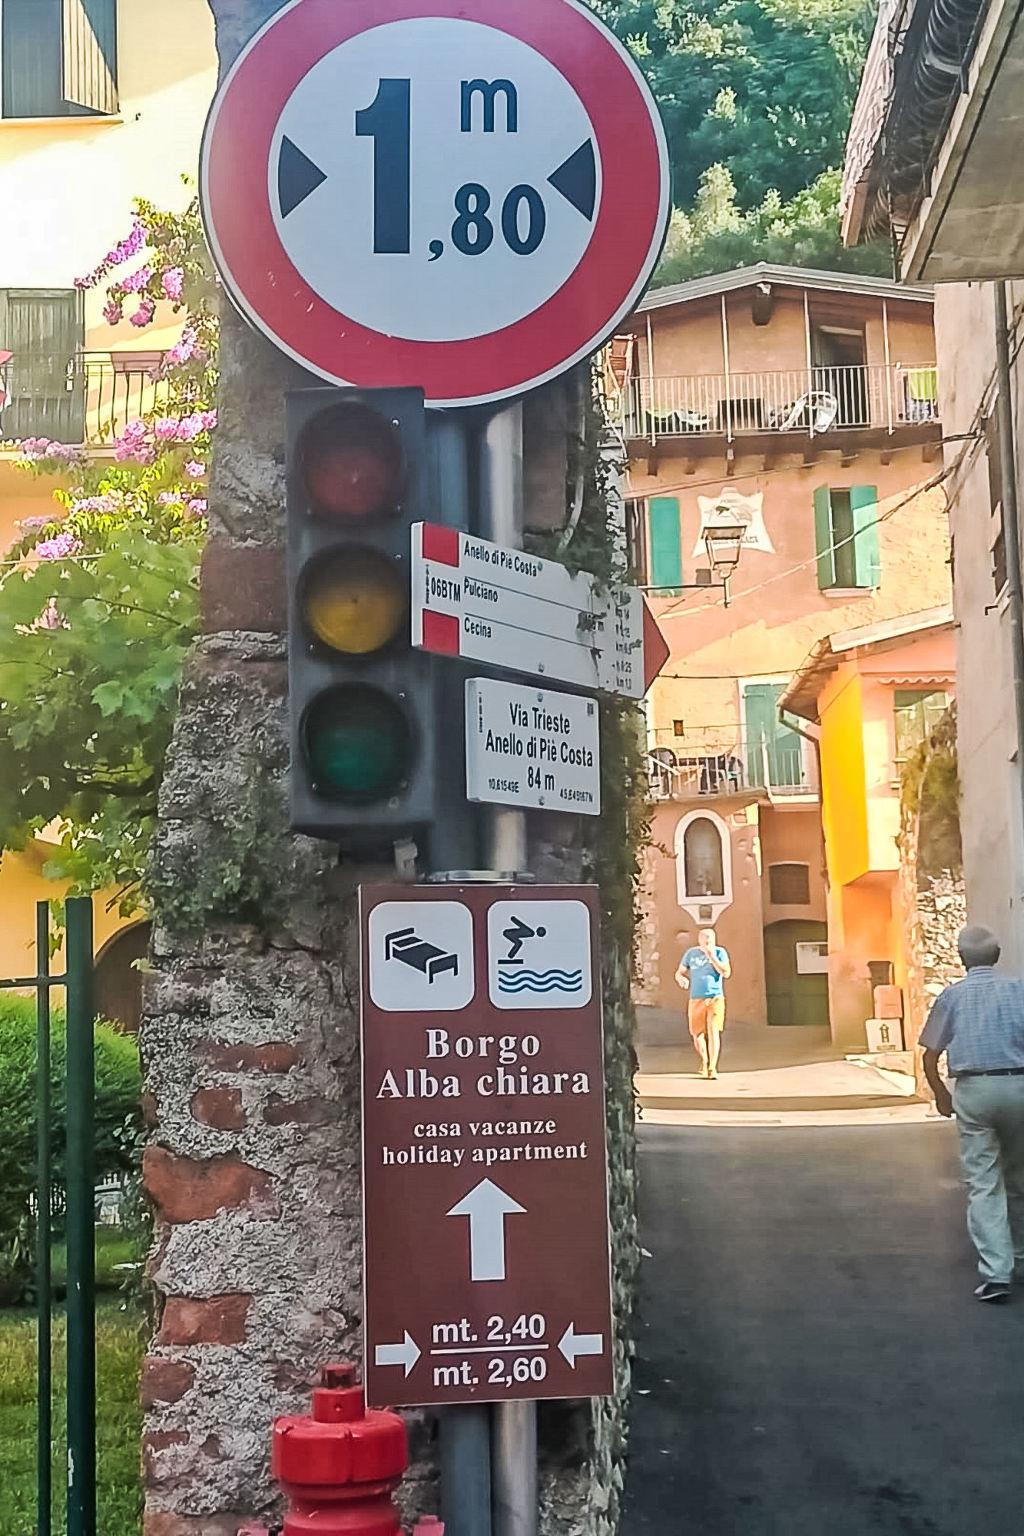 1 m
,80
Anello di Piè Costa
06BTM
Pulciano
Cecina
Via Trieste
Anello di Piè Costa
84 m
Borgo
Alba chiara
casa vacanze
holiday apartment
mt. 2,40
mt. 2,60